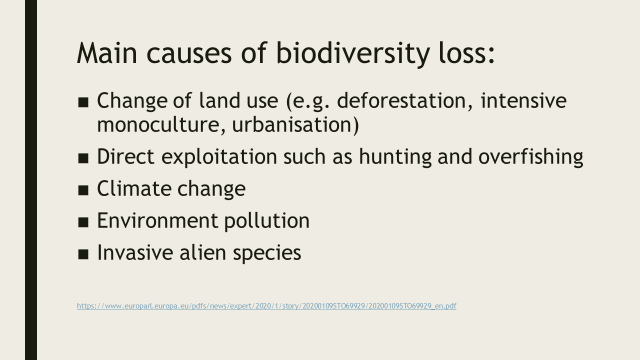 Main causes of biodiversity loss:
■ Change of land use (e.g. deforestation, intensive
monoculture, urbanisation)
■ Direct exploitation such as hunting and overfishing
■ Climate change
■ Environment pollution
■ Invasive alien species
https://www.europarl.europa.eu/pdfs/news/expert/2020/1/story/20200109STO69929/20200109STO69929_en.pdf